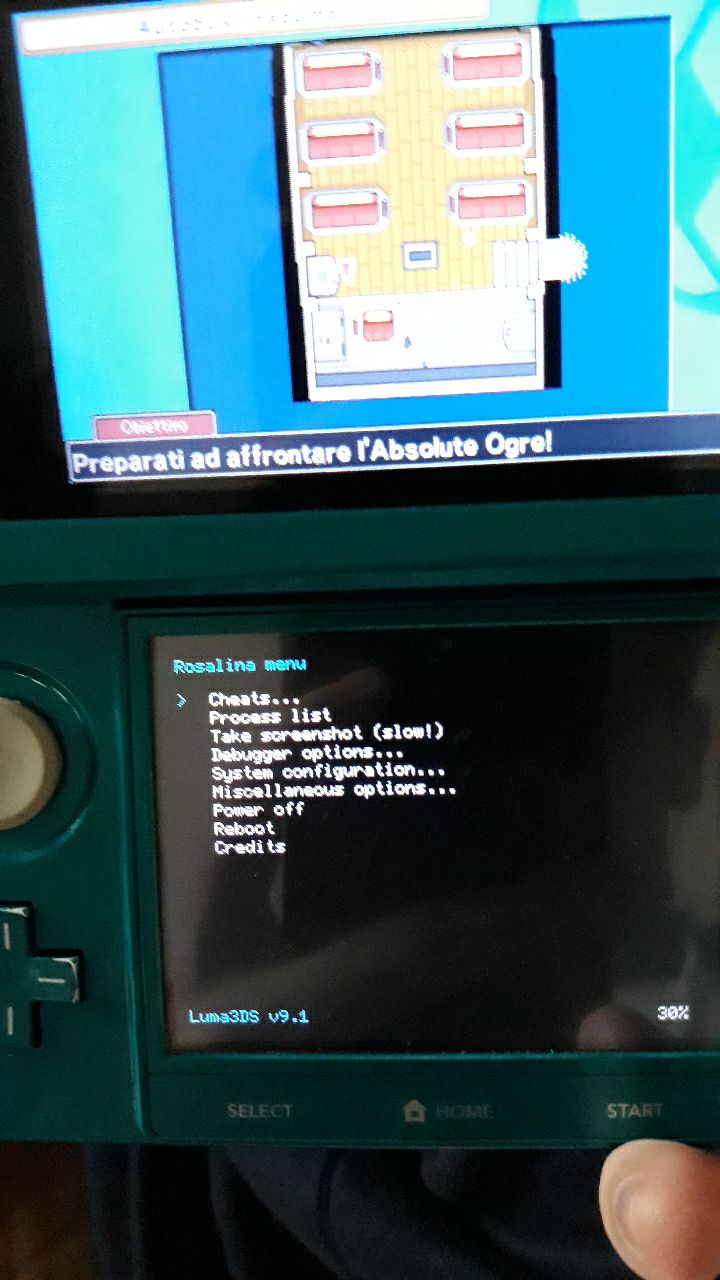 Obiettivo
Preparati ad affrontare l'Absolute Ogre!
Rosalina menu
> Cheats...
Process list
Take screenshot (slow!)
Debugger options...
System configuration...
Miscellaneous options...
Power off
Reboot
Credits
Luma3DS v9.1
30%
SELECT
HOME
START